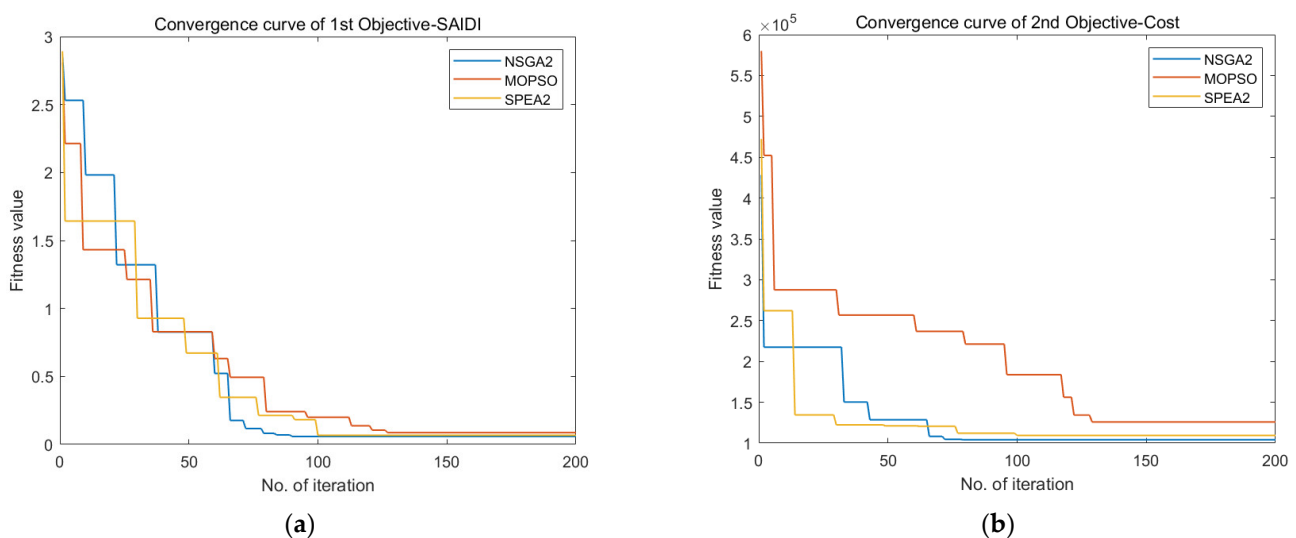 Convergence curve of 1st Objective-SAIDI
3
2.5
2
1.5
1
0.5
0
Fitness value
NSGA2
MOPSO
SPEA2
0 50 100 150 200
No. of iteration
(a)
Convergence curve of 2nd Objective-Cost
×10^5
6
5.5
5
4.5
4
3.5
3
2.5
2
1.5
1
Fitness value
NSGA2
MOPSO
SPEA2
0 50 100 150 200
No. of iteration
(b)